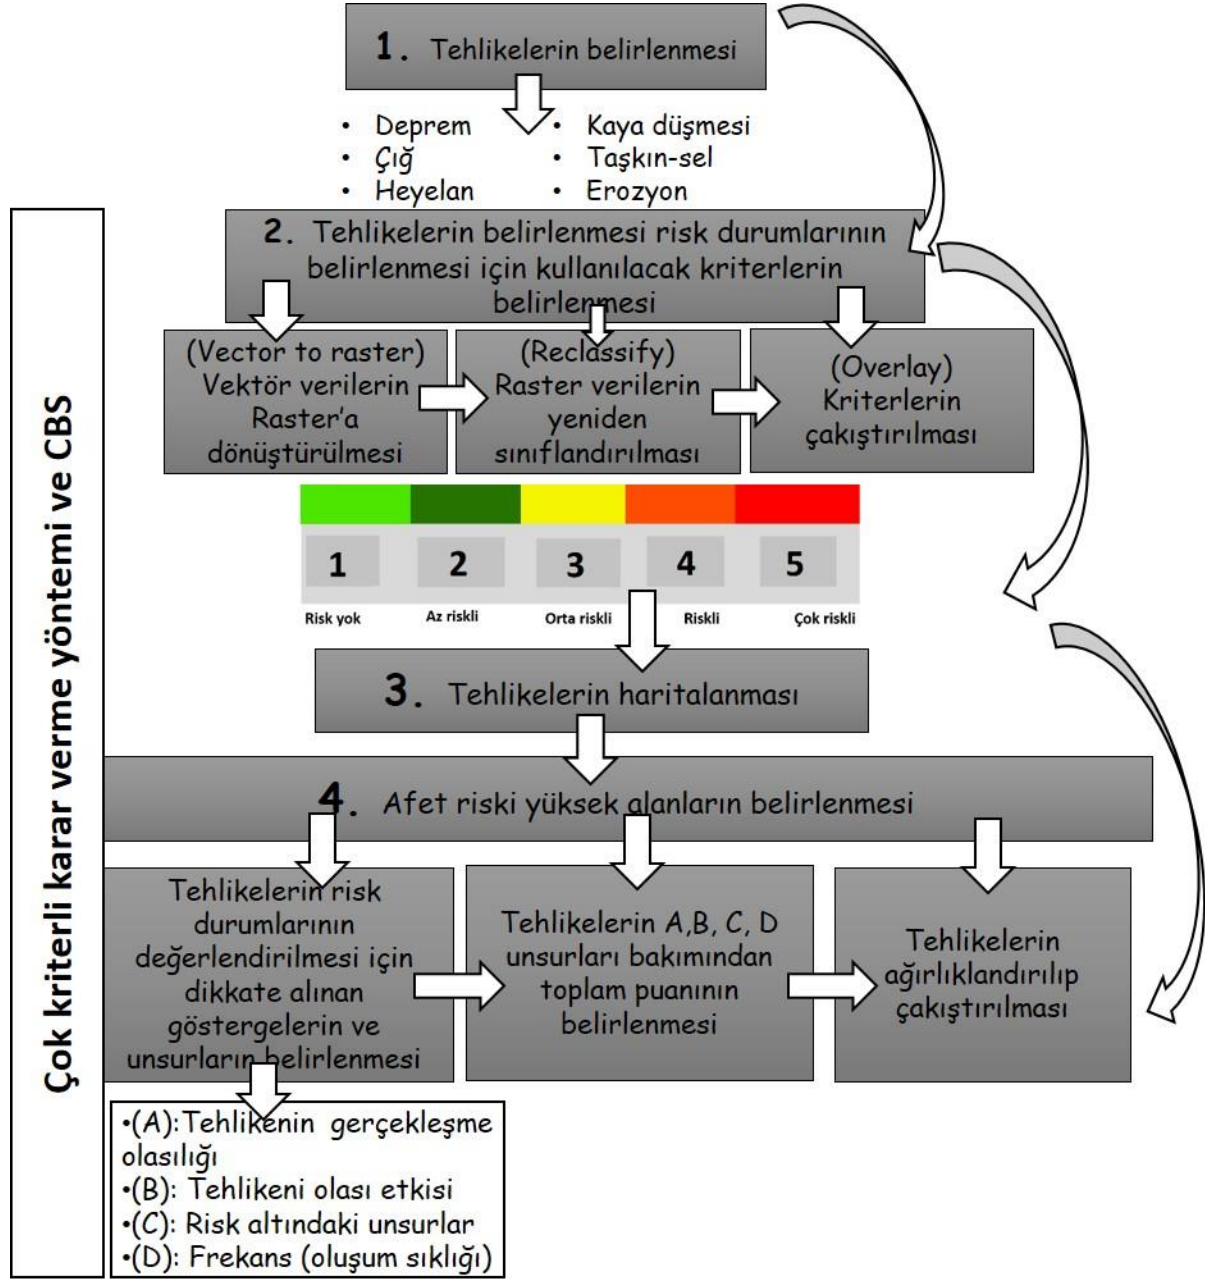 1. Tehlikelerin belirlenmesi
• Deprem
• Çığ
• Heyelan
• Kaya düşmesi
• Taşkın-sel
• Erozyon
Çok kriterli karar verme yöntemi ve CBS
2. Tehlikelerin belirlenmesi risk durumlarının
belirlenmesi için kullanılacak kriterlerin
belirlenmesi
(Vector to raster)
Vektör verilerin
Raster’a
dönüştürülmesi
(Reclassify)
Raster verilerin
yeniden
sınıflandırılması
(Overlay)
Kriterlerin
çakıştırılması
1 2 3 4 5
Risk yok Az riskli Orta riskli Riskli Çok riskli
3. Tehlikelerin haritalanması
4. Afet riski yüksek alanların belirlenmesi
Tehlikelerin risk
durumlarının
değerlendirilmesi için
dikkate alınan
göstergelerin ve
unsurların belirlenmesi
Tehlikelerin A,B, C, D
unsurları bakımından
toplam puanının
belirlenmesi
Tehlikelerin
ağırlıklandırılıp
çakıştırılması
•(A):Tehlikenin gerçekleşme
olasılığı
•(B): Tehlikeni olası etkisi
•(C): Risk altındaki unsurlar
•(D): Frekans (oluşum sıklığı)